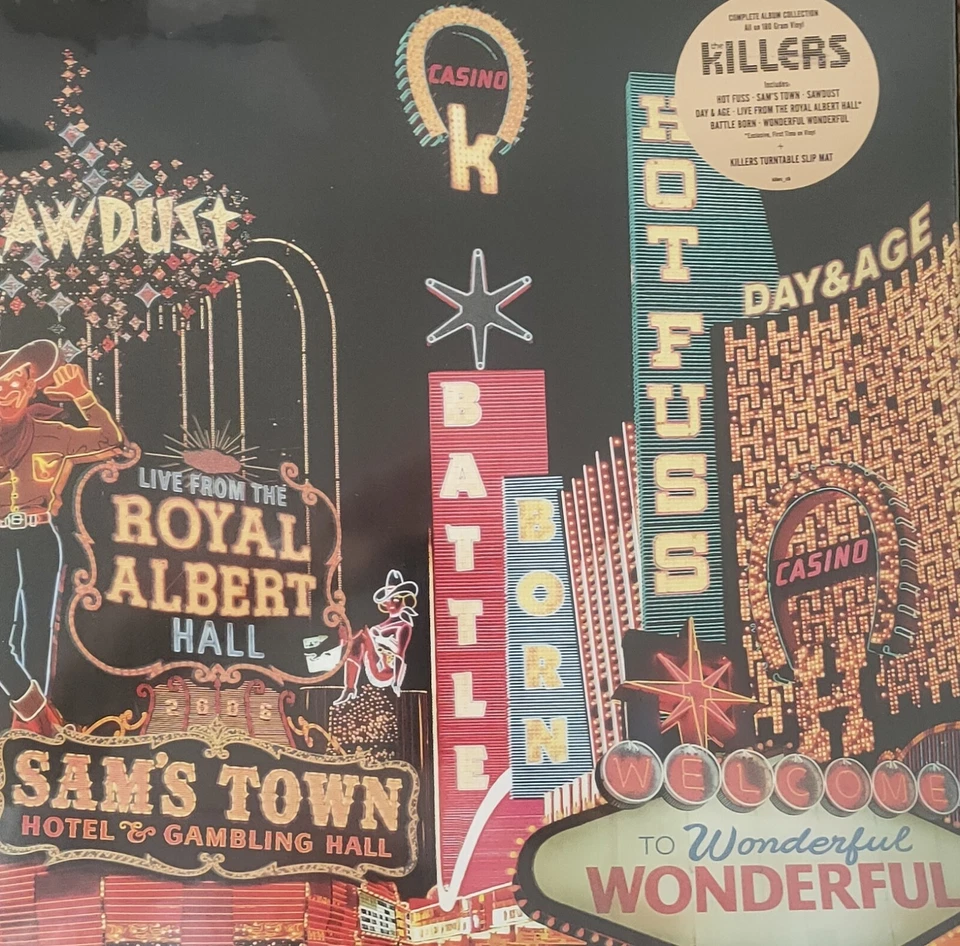 COMPLETE ALBUM COLLECTION
All on 180 Gram Vinyl
the
KILLERS
Includes:
HOT FUSS · SAM'S TOWN · SAWDUST
DAY & AGE · LIVE FROM THE ROYAL ALBERT HALL*
BATTLE BORN · WONDERFUL WONDERFUL
*Exclusive, First Time on Vinyl
+
KILLERS TURNTABLE SLIP MAT
CASINO
k
AWDUST
HOT FUSS
DAY&AGE
LIVE FROM THE
ROYAL
ALBERT
HALL
BATTLE
BORN
CASINO
SAM'S TOWN
HOTEL & GAMBLING HALL
WELCOME
TO Wonderful
WONDERFUL